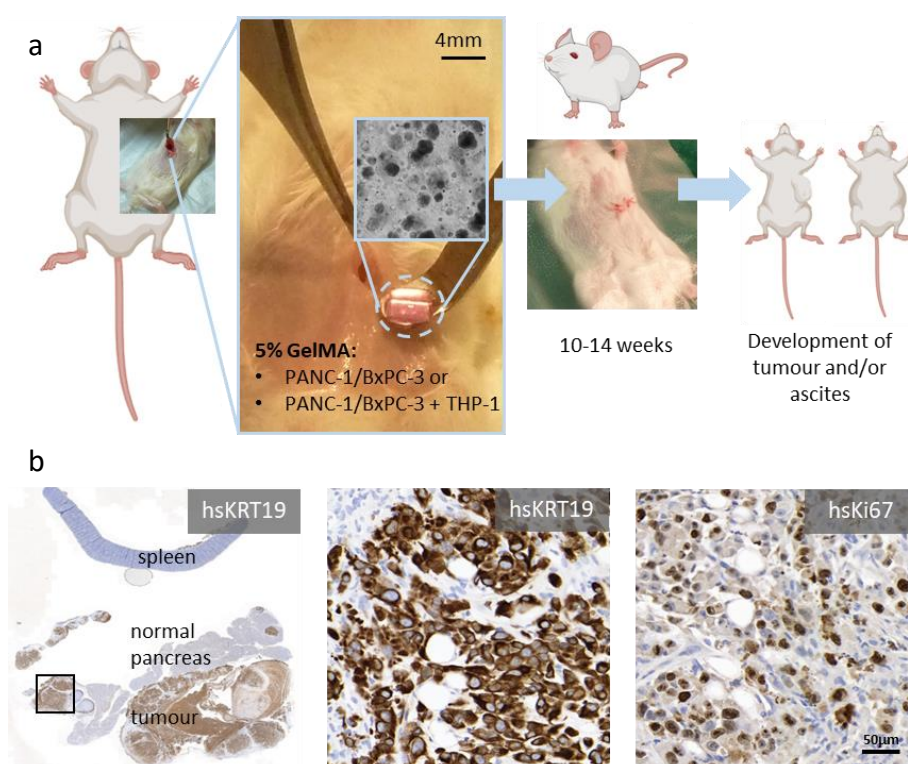 a
4mm
5% GelMA:
• PANC-1/BxPC-3 or
• PANC-1/BxPC-3 + THP-1
10-14 weeks
Development of
tumour and/or
ascites
b
hsKRT19
spleen
normal
pancreas
tumour
hsKRT19
hsKi67
50µm